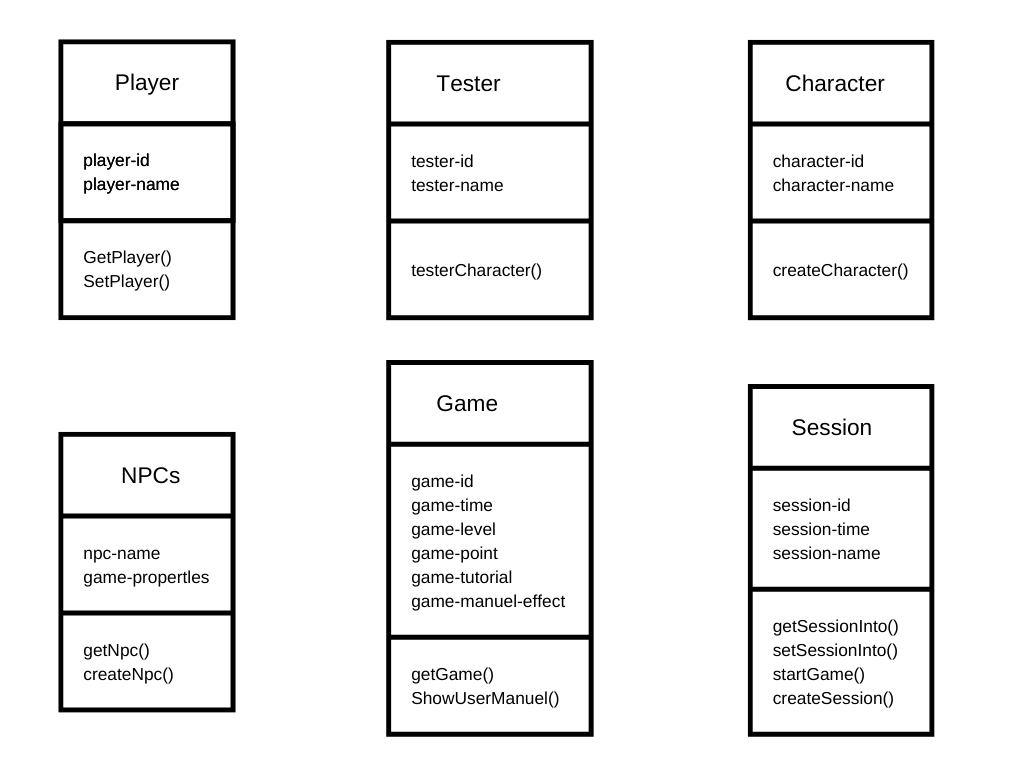 Player
player-id
player-name
GetPlayer()
SetPlayer()
Tester
tester-id
tester-name
testerCharacter()
Character
character-id
character-name
createCharacter()
NPCs
npc-name
game-propertles
getNpc()
createNpc()
Game
game-id
game-time
game-level
game-point
game-tutorial
game-manuel-effect
getGame()
ShowUserManuel()
Session
session-id
session-time
session-name
getSessionInto()
setSessionInto()
startGame()
createSession()